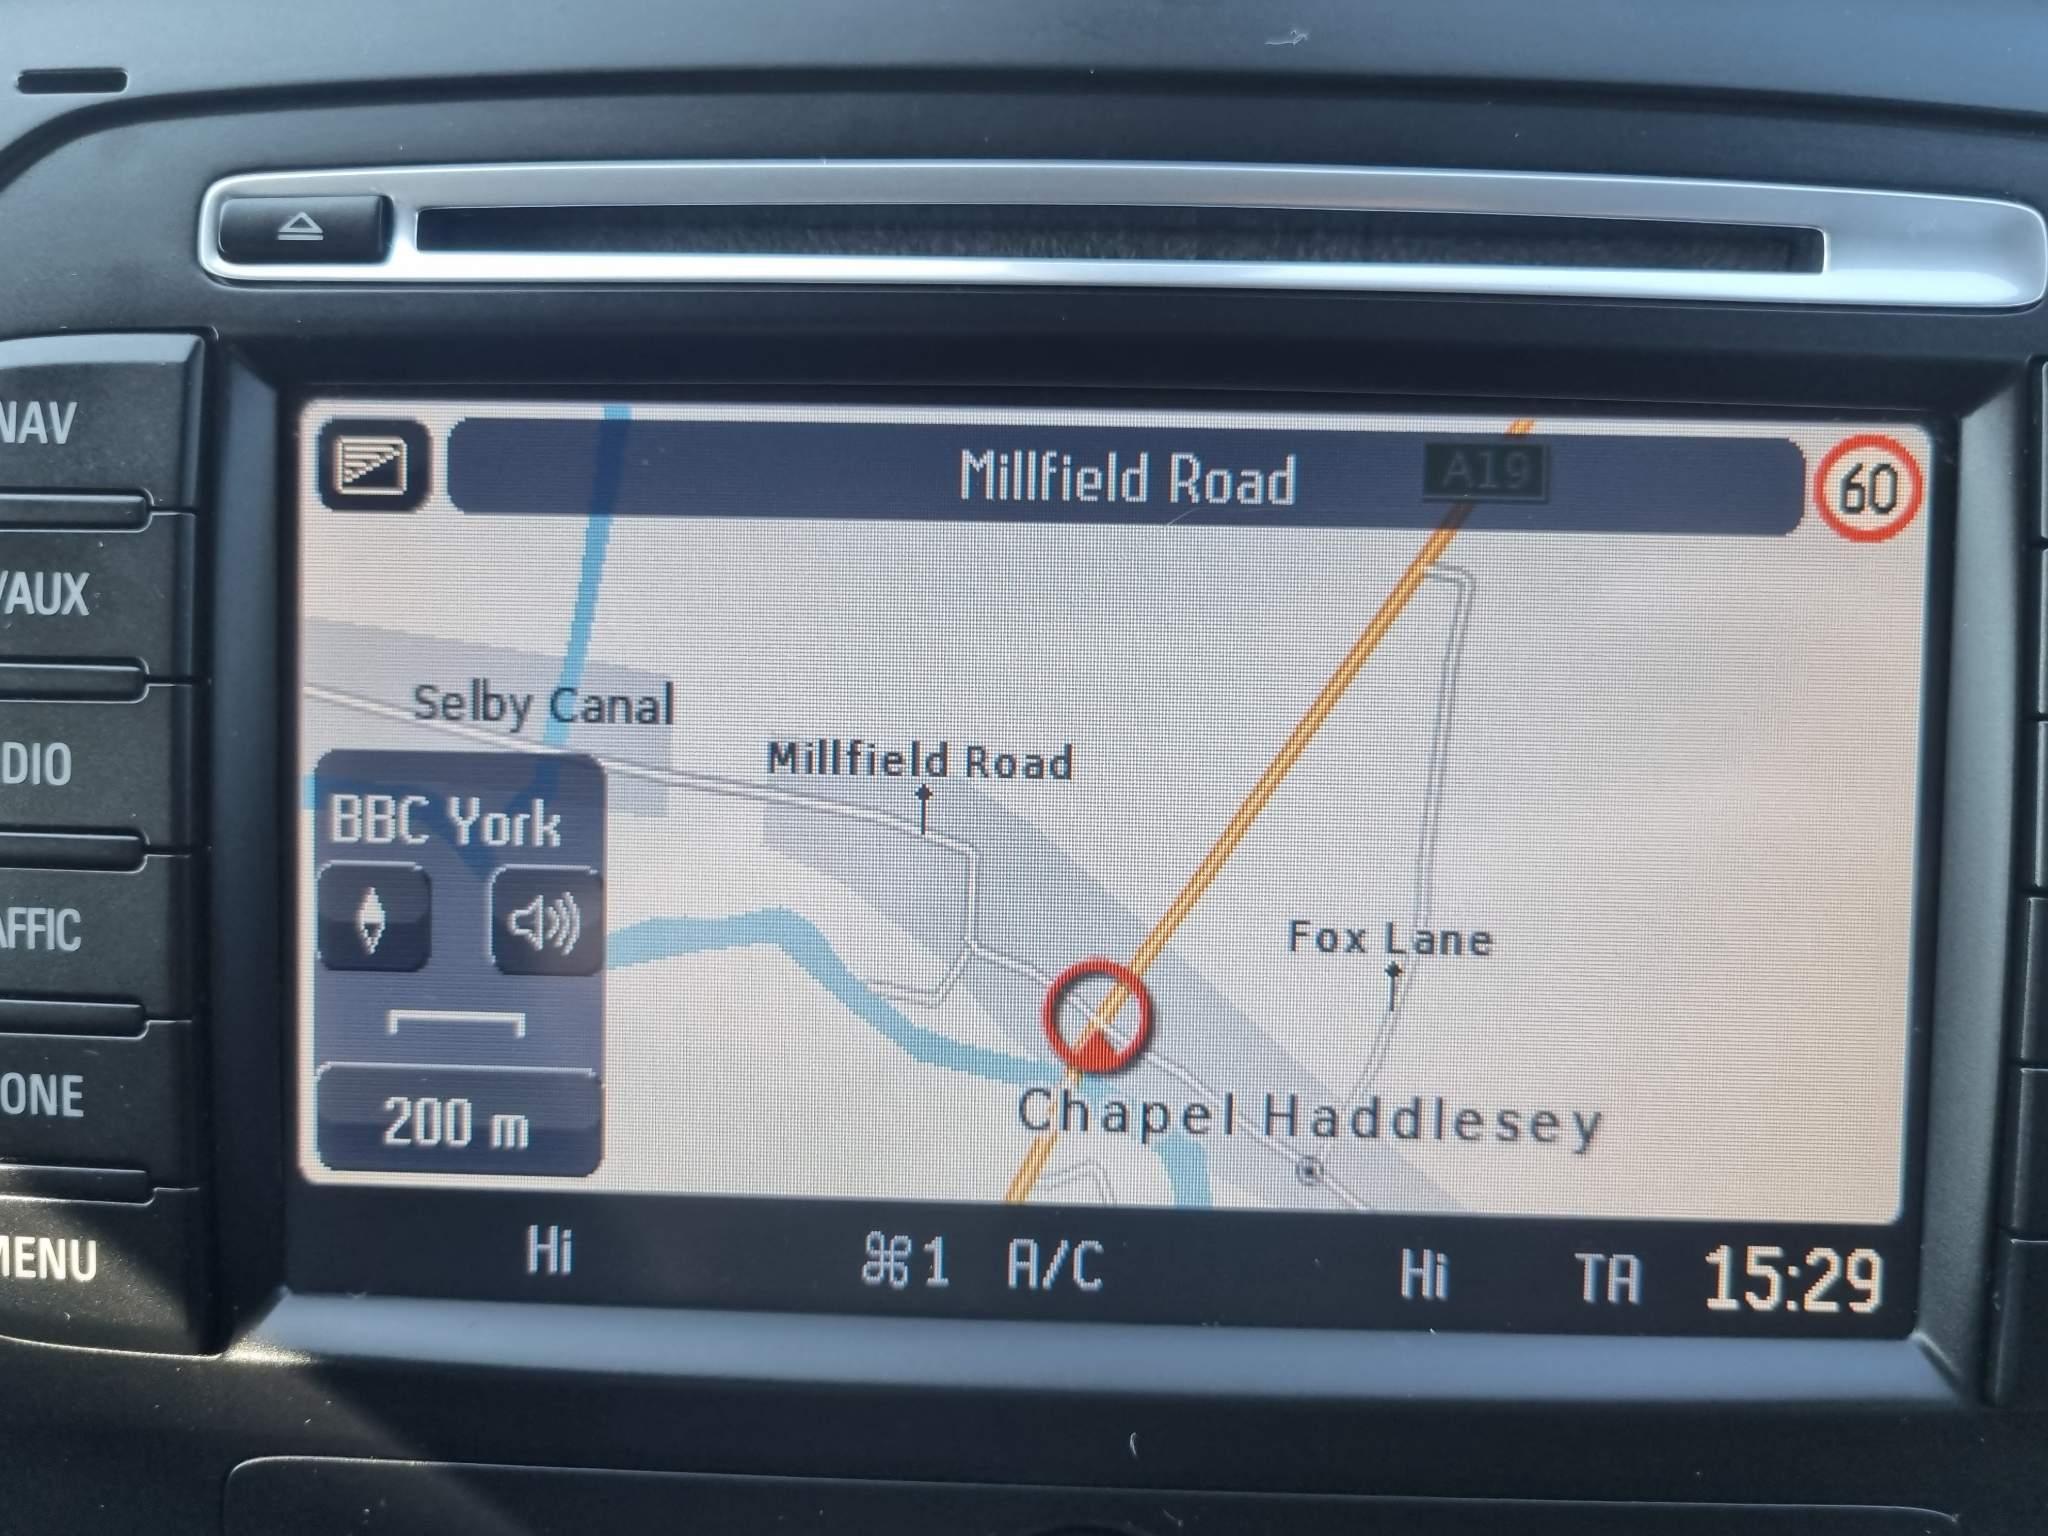 NAV
/AUX
DIO
AFFIC
ONE
MENU
Millfield Road
A19
60
Selby Canal
Millfield Road
BBC York
Fox Lane
Chapel Haddlesey
200 m
Hi
1
A/C
Hi
TA
15:29